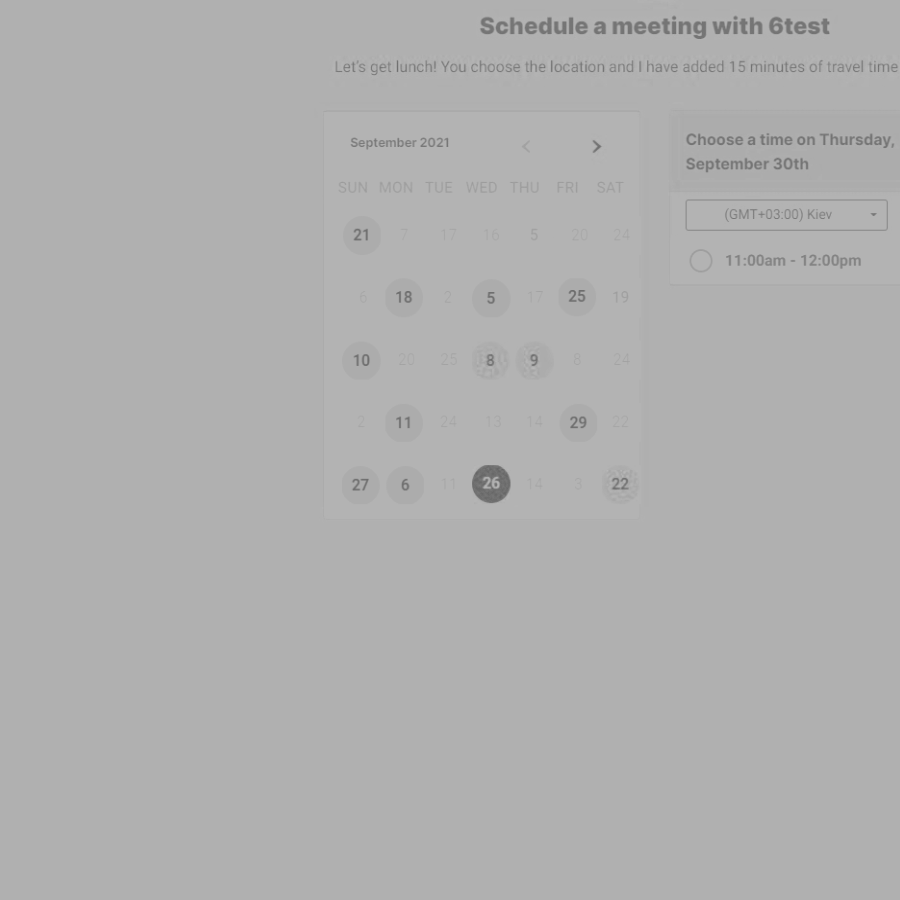 Schedule a meeting with 6test
Let's get lunch! You choose the location and I have added 15 minutes of travel time
September 2021
SUN MON TUE WED THU FRI SAT
21 7 17 16 5 20 24
6 18 2 5 17 25 19
10 20 25 8 9 8 24
2 11 24 13 14 29 22
27 6 11 26 14 3 22
Choose a time on Thursday,
September 30th
(GMT+03:00) Kiev
11:00am - 12:00pm